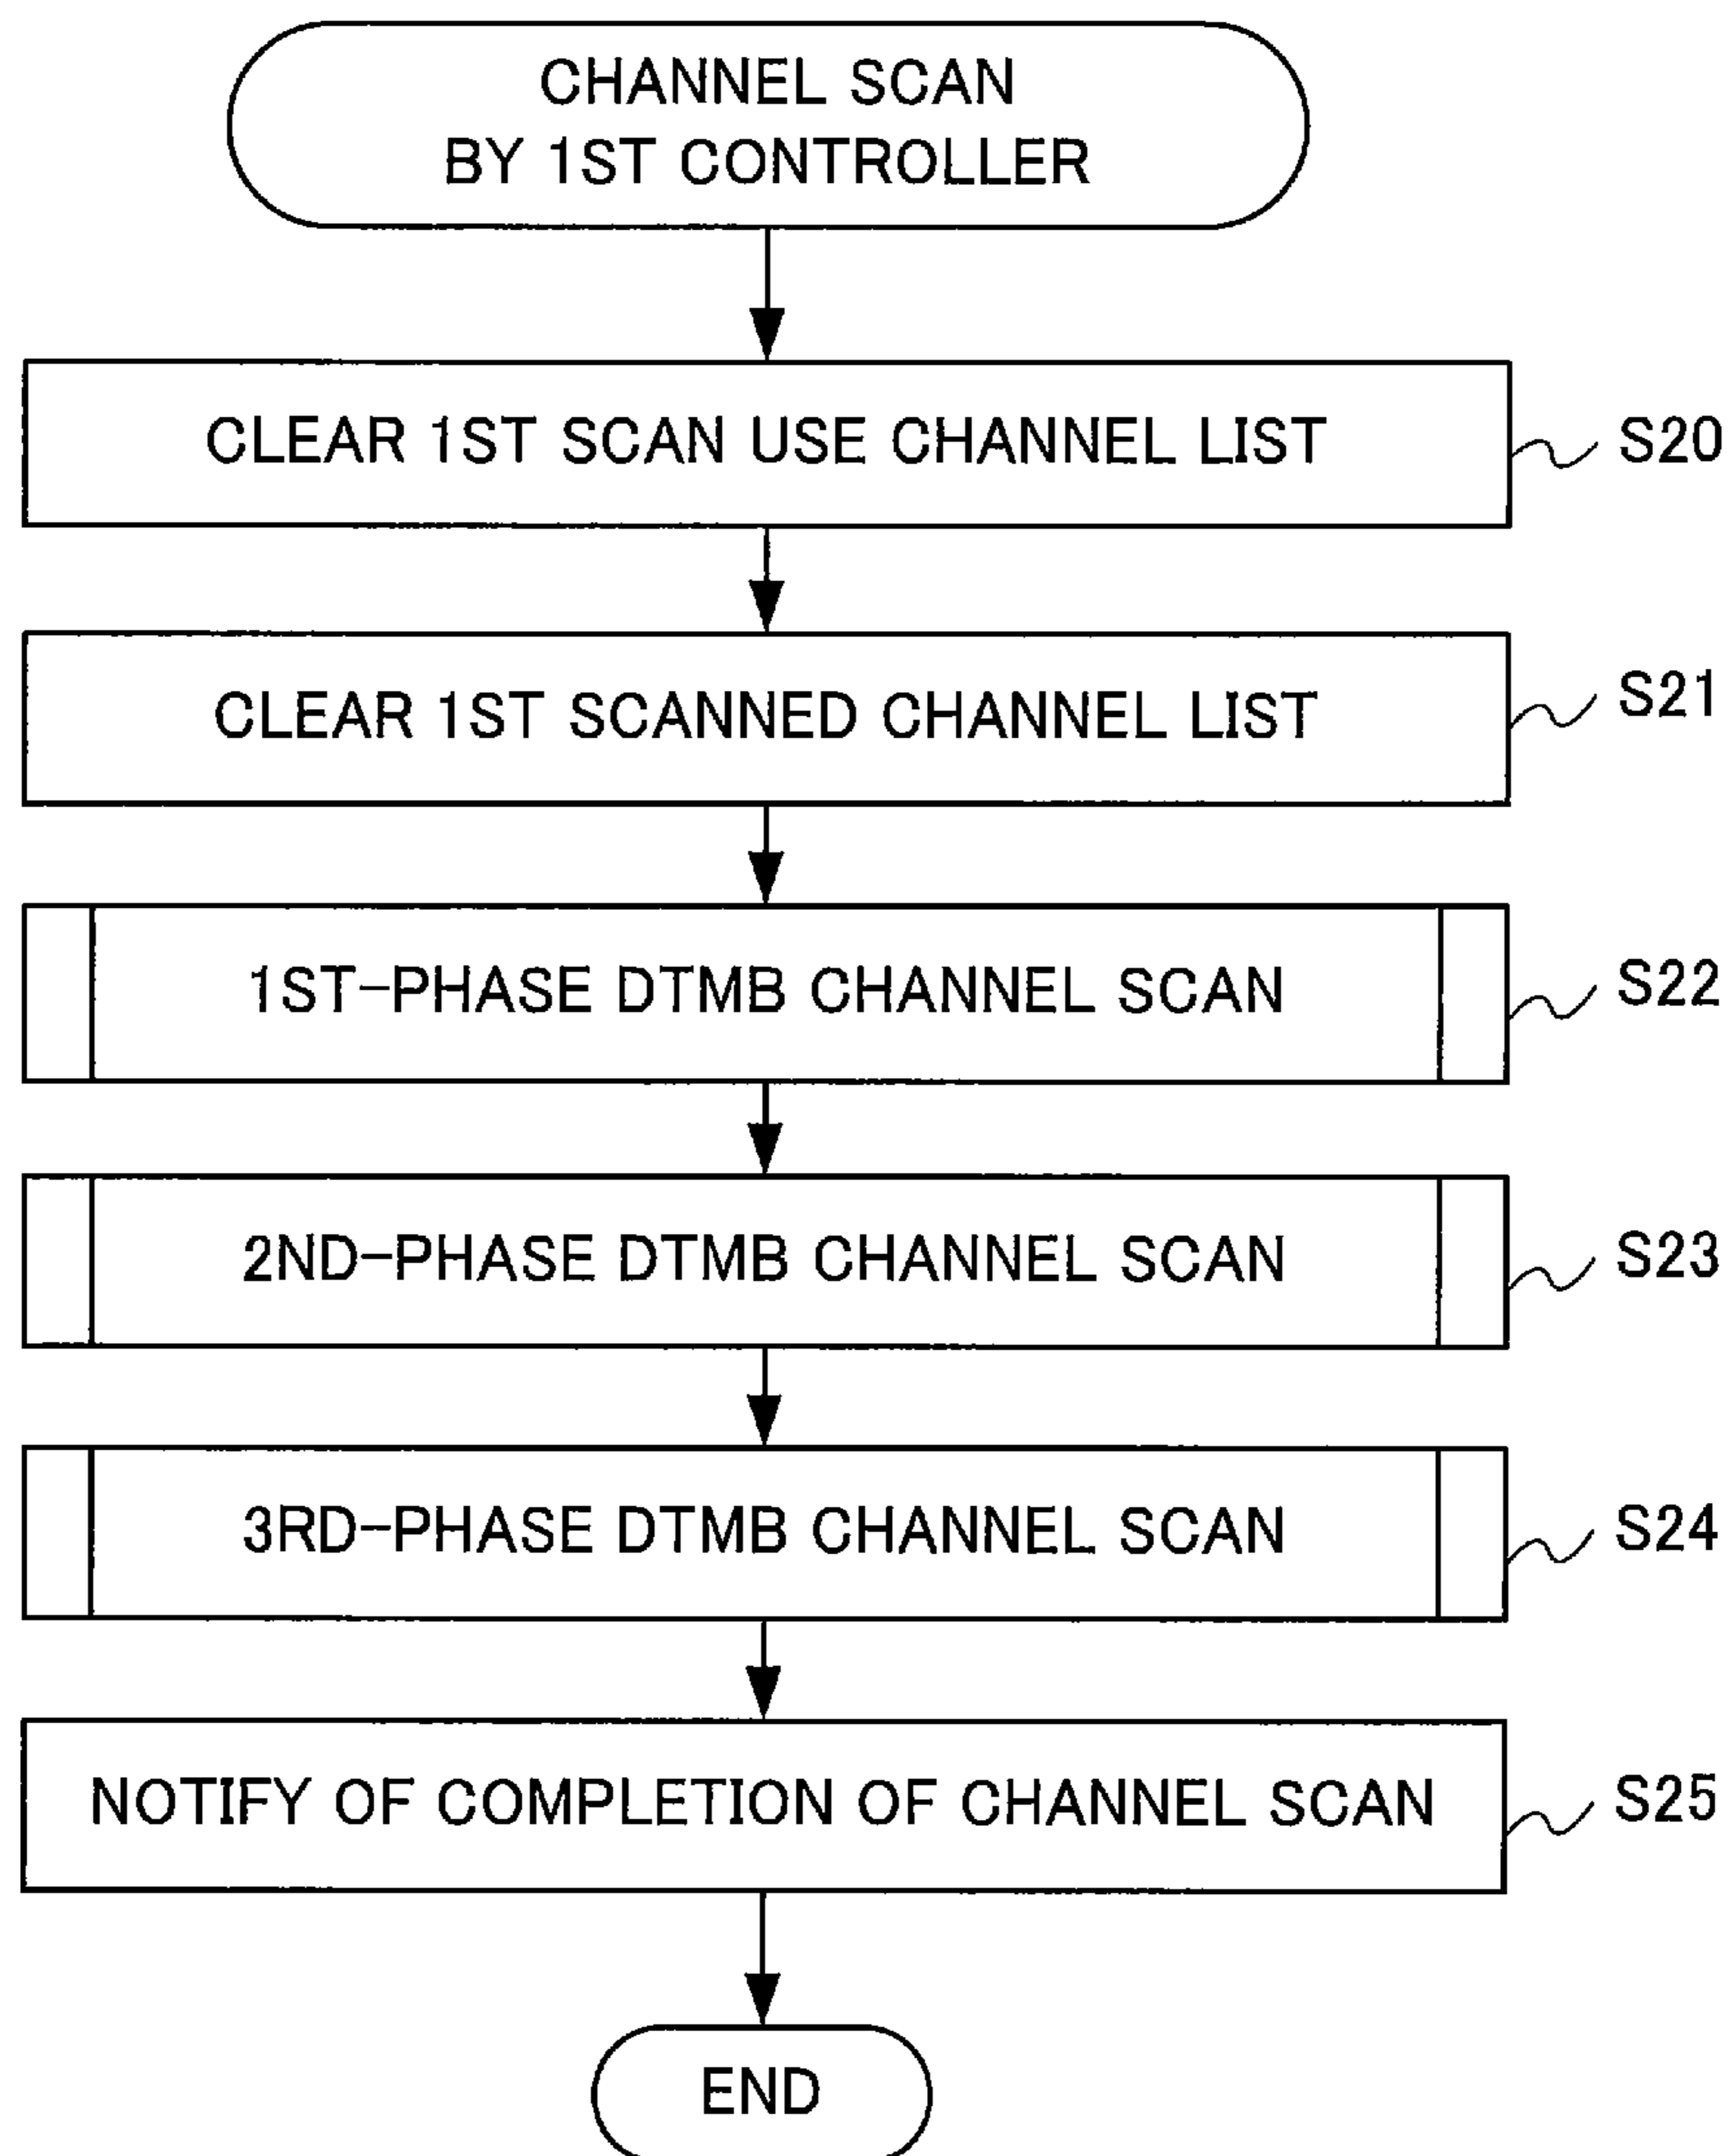 CHANNEL SCAN
BY 1ST CONTROLLER
CLEAR 1ST SCAN USE CHANNEL LIST
S20
CLEAR 1ST SCANNED CHANNEL LIST
S21
1ST-PHASE DTMB CHANNEL SCAN
S22
2ND-PHASE DTMB CHANNEL SCAN
S23
3RD-PHASE DTMB CHANNEL SCAN
S24
NOTIFY OF COMPLETION OF CHANNEL SCAN
S25
END